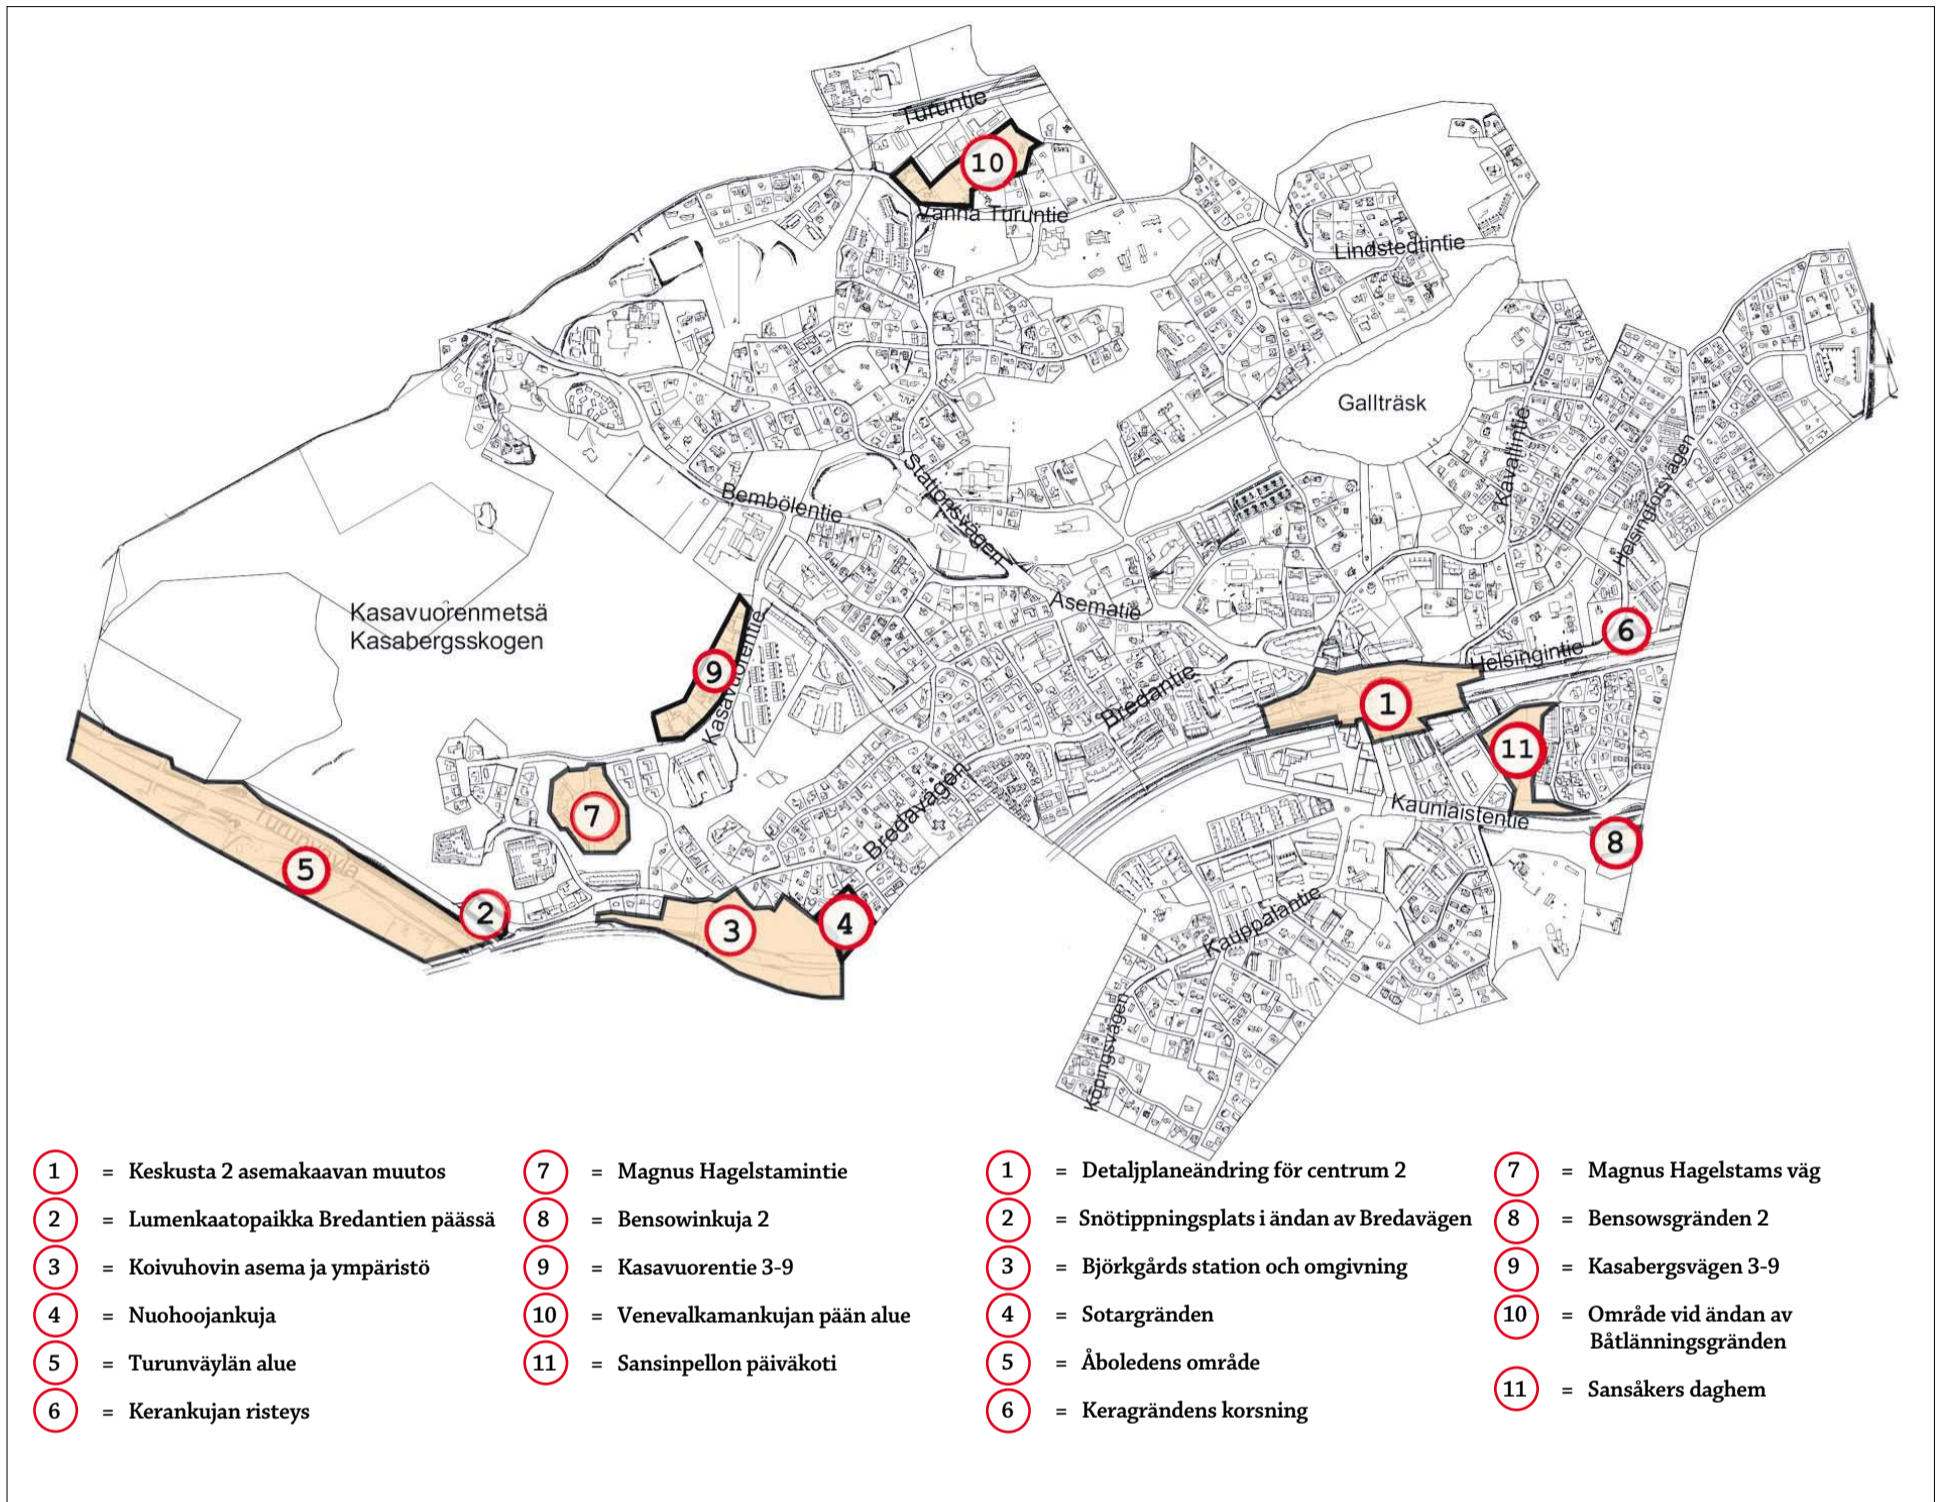 Turuntie
10
Vanha Turuntie
Lindstedtintie
Gallträsk
Kavallintie
Helsingforsvägen
Stationsvägen
Bembölentie
Asematie
Kasavuorenmetsä
Kasabergsskogen
6
Helsingintie
9
Kasavuorentie
Bredantie
1
11
7
Bredavägen
Kauniaistentie
8
Turunväylä
5
2
3
4
Kauppalantie
Köpingsvägen
1 = Keskusta 2 asemakaavan muutos
2 = Lumenkaatopaikka Bredantien päässä
3 = Koivuhovin asema ja ympäristö
4 = Nuohoojankuja
5 = Turunväylän alue
6 = Kerankujan risteys
7 = Magnus Hagelstamintie
8 = Bensowinkuja 2
9 = Kasavuorentie 3-9
10 = Venevalkamankujan pään alue
11 = Sansinpellon päiväkoti
1 = Detaljplaneändring för centrum 2
2 = Snötippningsplats i ändan av Bredavägen
3 = Björkgårds station och omgivning
4 = Sotargränden
5 = Åboledens område
6 = Keragrändens korsning
7 = Magnus Hagelstams väg
8 = Bensowsgränden 2
9 = Kasabergsvägen 3-9
10 = Område vid ändan av
Båtlänningsgränden
11 = Sansåkers daghem